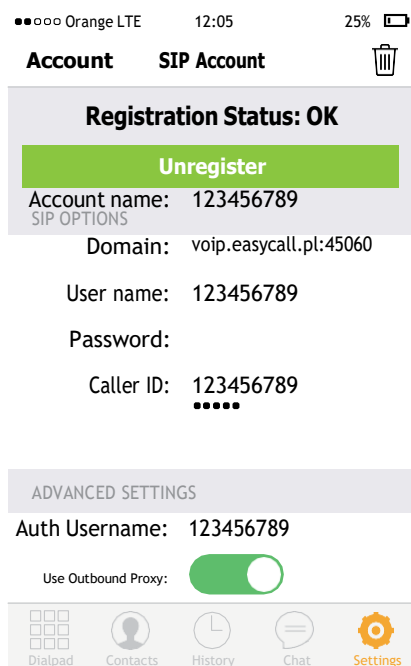 Orange LTE 12:05 25%
Account SIP Account
Registration Status: OK
Unregister
Account name: 123456789
SIP OPTIONS
Domain: voip.easycall.pl:45060
User name: 123456789
Password:
Caller ID: 123456789
•••••
ADVANCED SETTINGS
Auth Username: 123456789
Use Outbound Proxy:
Dialpad Contacts History Chat Settings